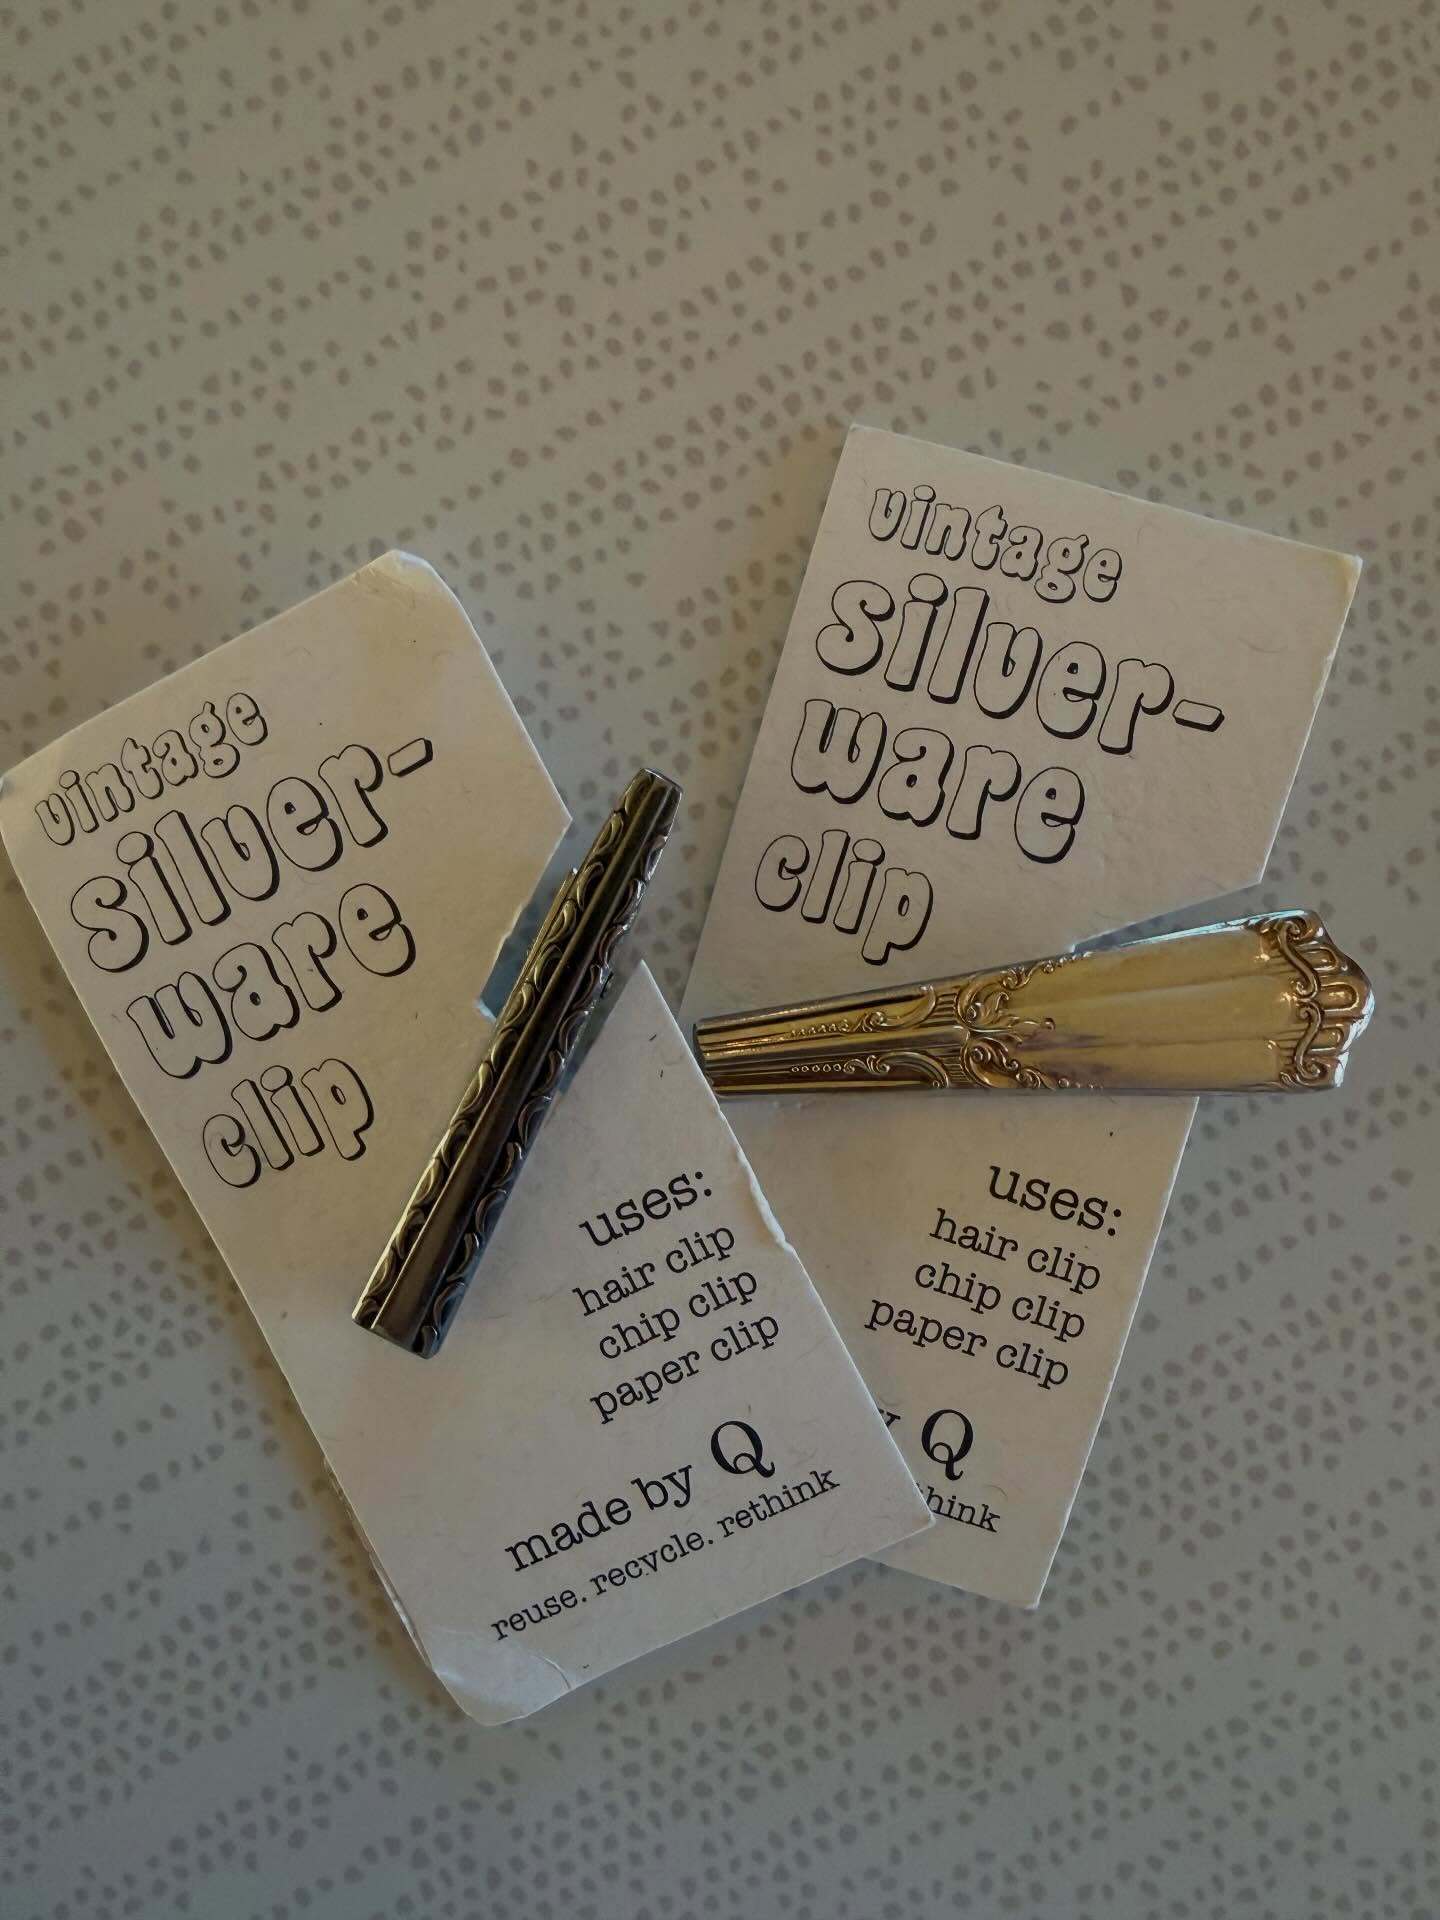 vintage
silver-
ware
clip
uses:
hair clip
chip clip
paper clip
made by Q
reuse. recycle. rethink
vintage
silver-
ware
clip
uses:
hair clip
chip clip
paper clip
Q